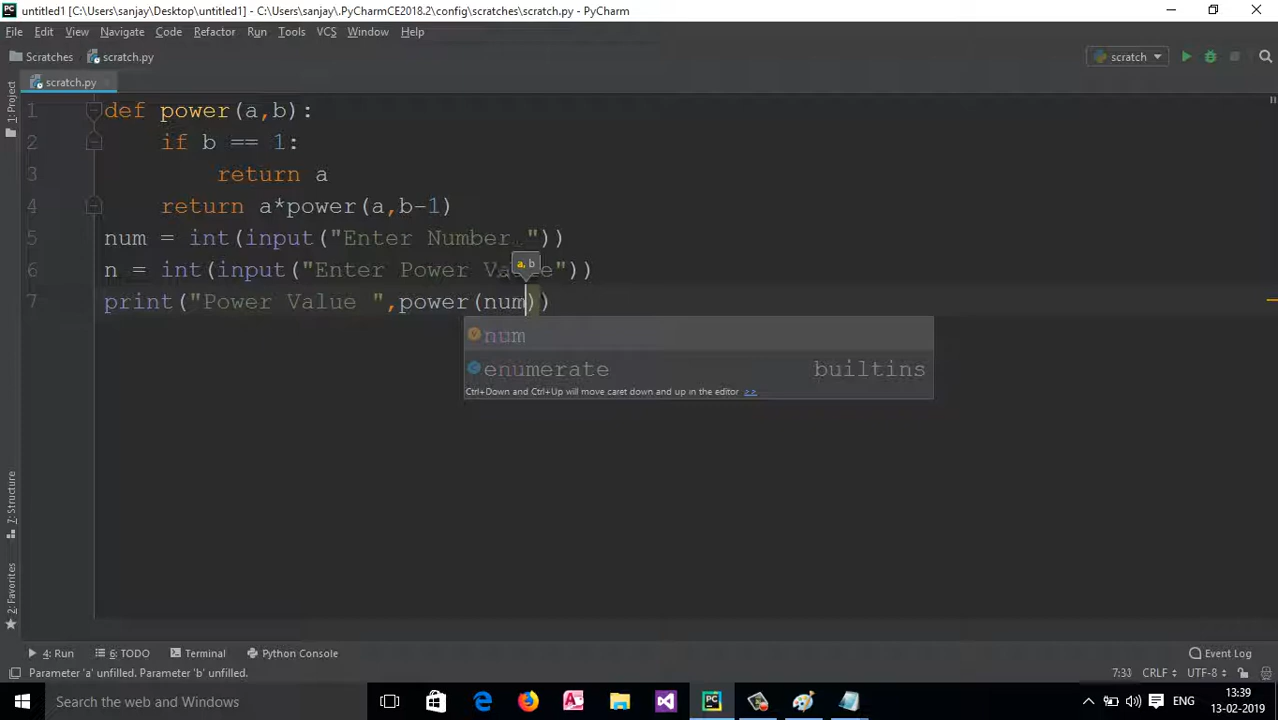 untitled1 [C:\Users\sanjay\Desktop\untitled1] - C:\Users\sanjay\.PyCharmCE2018.2\config\scratches\scratch.py - PyCharm
File Edit View Navigate Code Refactor Run Tools VCS Window Help
Scratches scratch.py scratch
scratch.py
1: Project
1 def power(a,b):
2 if b == 1:
3 return a
4 return a*power(a,b-1)
5 num = int(input("Enter Number "))
a, b
6 n = int(input("Enter Power Value"))
7 print("Power Value ",power(num))
num
enumerate builtins
Ctrl+Down and Ctrl+Up will move caret down and up in the editor >>
7: Structure
2: Favorites
4: Run 6: TODO Terminal Python Console Event Log
Parameter 'a' unfilled. Parameter 'b' unfilled. 7:33 CRLF UTF-8
Search the web and Windows ENG 13:39
13-02-2019